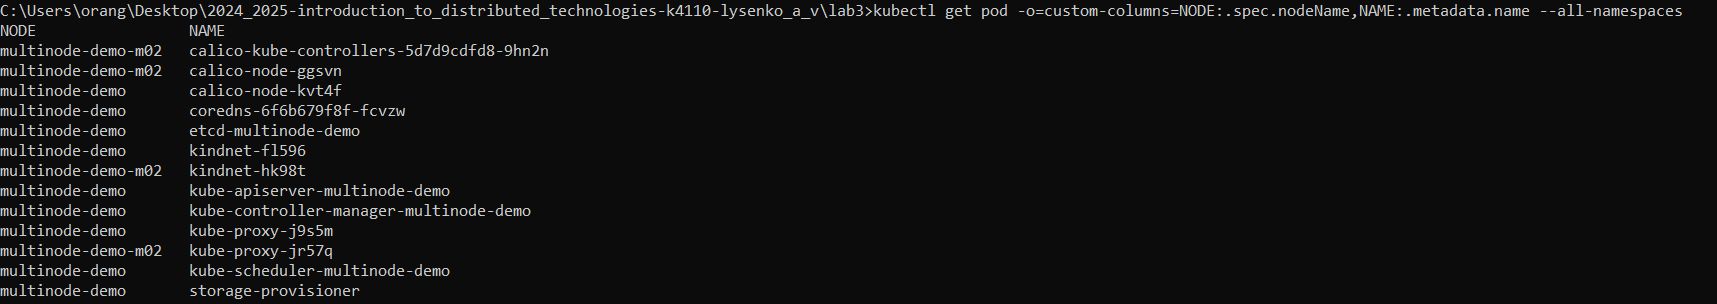 C:\Users\orang\Desktop\2024_2025-introduction_to_distributed_technologies-k4110-lysenko_a_v\lab3>kubectl get pod -o=custom-columns=NODE:.spec.nodeName,NAME:.metadata.name --all-namespaces
NODE                 NAME
multinode-demo-m02   calico-kube-controllers-5d7d9cdfd8-9hn2n
multinode-demo-m02   calico-node-ggsvn
multinode-demo       calico-node-kvt4f
multinode-demo       coredns-6f6b679f8f-fcvzw
multinode-demo       etcd-multinode-demo
multinode-demo       kindnet-fl596
multinode-demo-m02   kindnet-hk98t
multinode-demo       kube-apiserver-multinode-demo
multinode-demo       kube-controller-manager-multinode-demo
multinode-demo       kube-proxy-j9s5m
multinode-demo-m02   kube-proxy-jr57q
multinode-demo       kube-scheduler-multinode-demo
multinode-demo       storage-provisioner